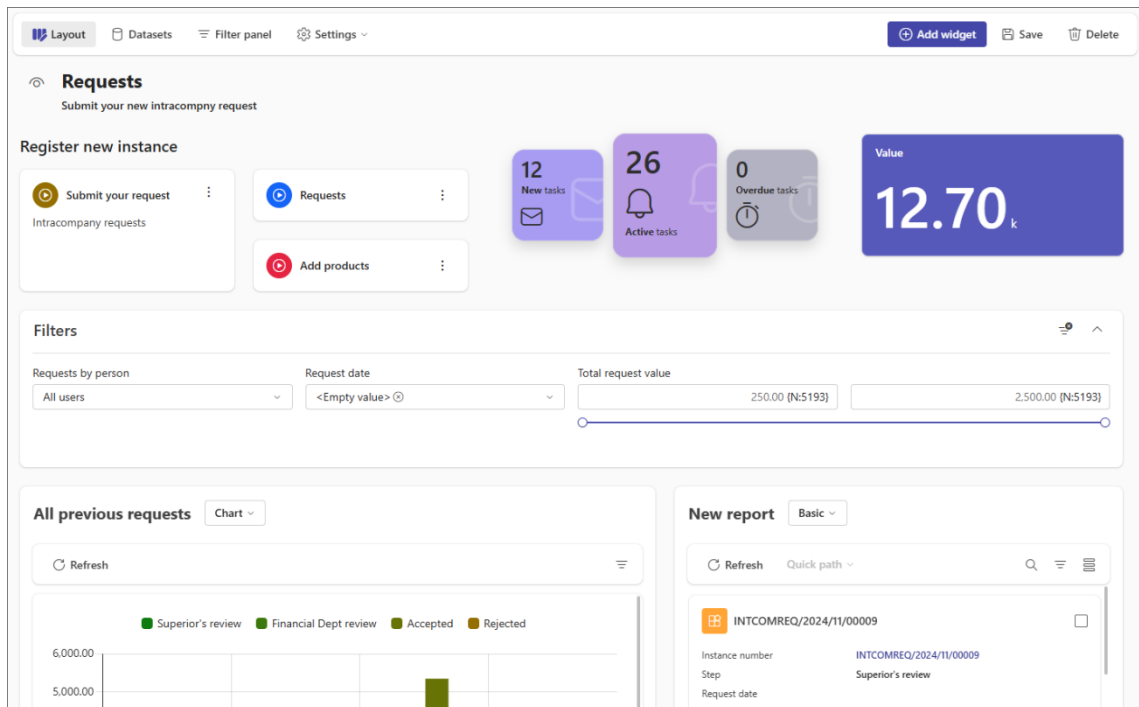 Layout Datasets Filter panel Settings Add widget Save Delete
Requests
Submit your new intracompny request
Register new instance
Submit your request
Intracompany requests
Requests
Add products
12
New tasks
26
Active tasks
0
Overdue tasks
Value
12.70 k
Filters
Requests by person Request date Total request value
All users <Empty value> 250.00 {N:5193} 2,500.00 {N:5193}
All previous requests Chart
Refresh
Superior's review Financial Dept review Accepted Rejected
6,000.00
5,000.00
New report Basic
Refresh Quick path
INTCOMREQ/2024/11/00009
Instance number INTCOMREQ/2024/11/00009
Step Superior's review
Request date